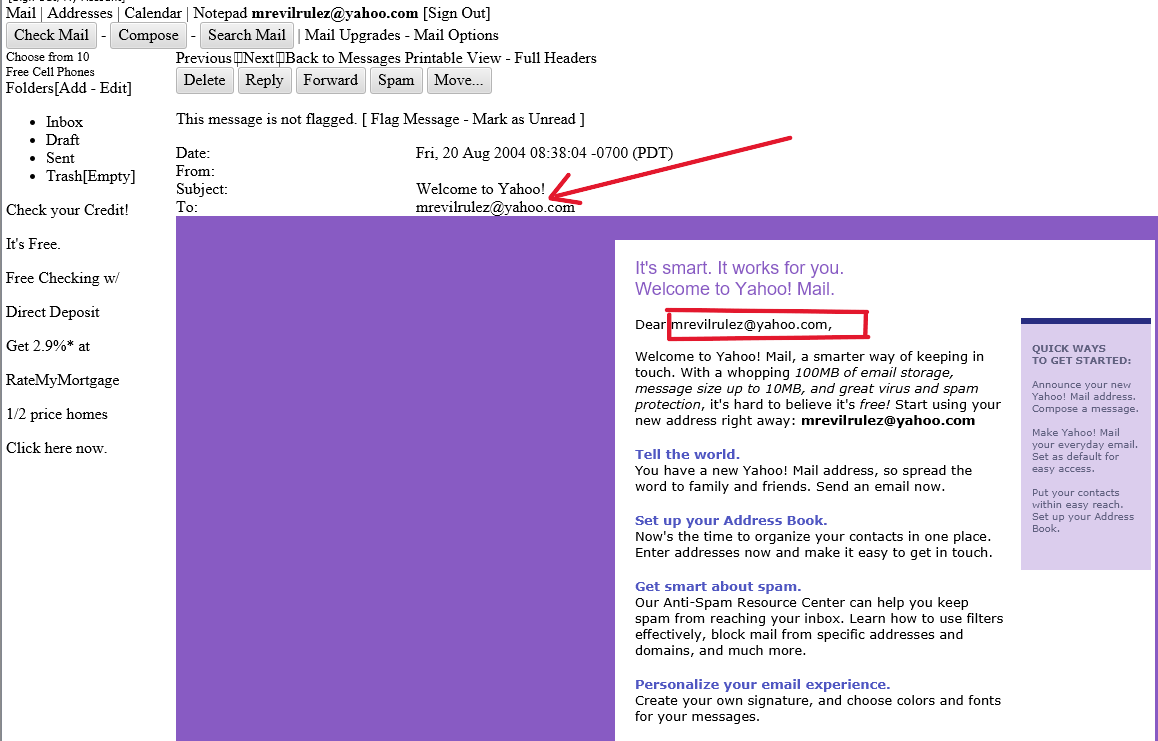 Mail | Addresses | Calendar | Notepad mrevilrulez@yahoo.com [Sign Out]
Check Mail - Compose - Search Mail | Mail Upgrades - Mail Options
Choose from 10
Free Cell Phones
Folders[Add - Edit]
Inbox
Draft
Sent
Trash[Empty]
Check your Credit!
It's Free.
Free Checking w/
Direct Deposit
Get 2.9%* at
RateMyMortgage
1/2 price homes
Click here now.
Previous Next Back to Messages Printable View - Full Headers
Delete Reply Forward Spam Move...
This message is not flagged. [ Flag Message - Mark as Unread ]
Date: Fri, 20 Aug 2004 08:38:04 -0700 (PDT)
From:
Subject: Welcome to Yahoo!
To: mrevilrulez@yahoo.com
It's smart. It works for you.
Welcome to Yahoo! Mail.
Dear mrevilrulez@yahoo.com,
Welcome to Yahoo! Mail, a smarter way of keeping in
touch. With a whopping 100MB of email storage,
message size up to 10MB, and great virus and spam
protection, it's hard to believe it's free! Start using your
new address right away: mrevilrulez@yahoo.com
Tell the world.
You have a new Yahoo! Mail address, so spread the
word to family and friends. Send an email now.
Set up your Address Book.
Now's the time to organize your contacts in one place.
Enter addresses now and make it easy to get in touch.
Get smart about spam.
Our Anti-Spam Resource Center can help you keep
spam from reaching your inbox. Learn how to use filters
effectively, block mail from specific addresses and
domains, and much more.
Personalize your email experience.
Create your own signature, and choose colors and fonts
for your messages.
QUICK WAYS
TO GET STARTED:
Announce your new
Yahoo! Mail address.
Compose a message.
Make Yahoo! Mail
your everyday email.
Set as default for
easy access.
Put your contacts
within easy reach.
Set up your Address
Book.